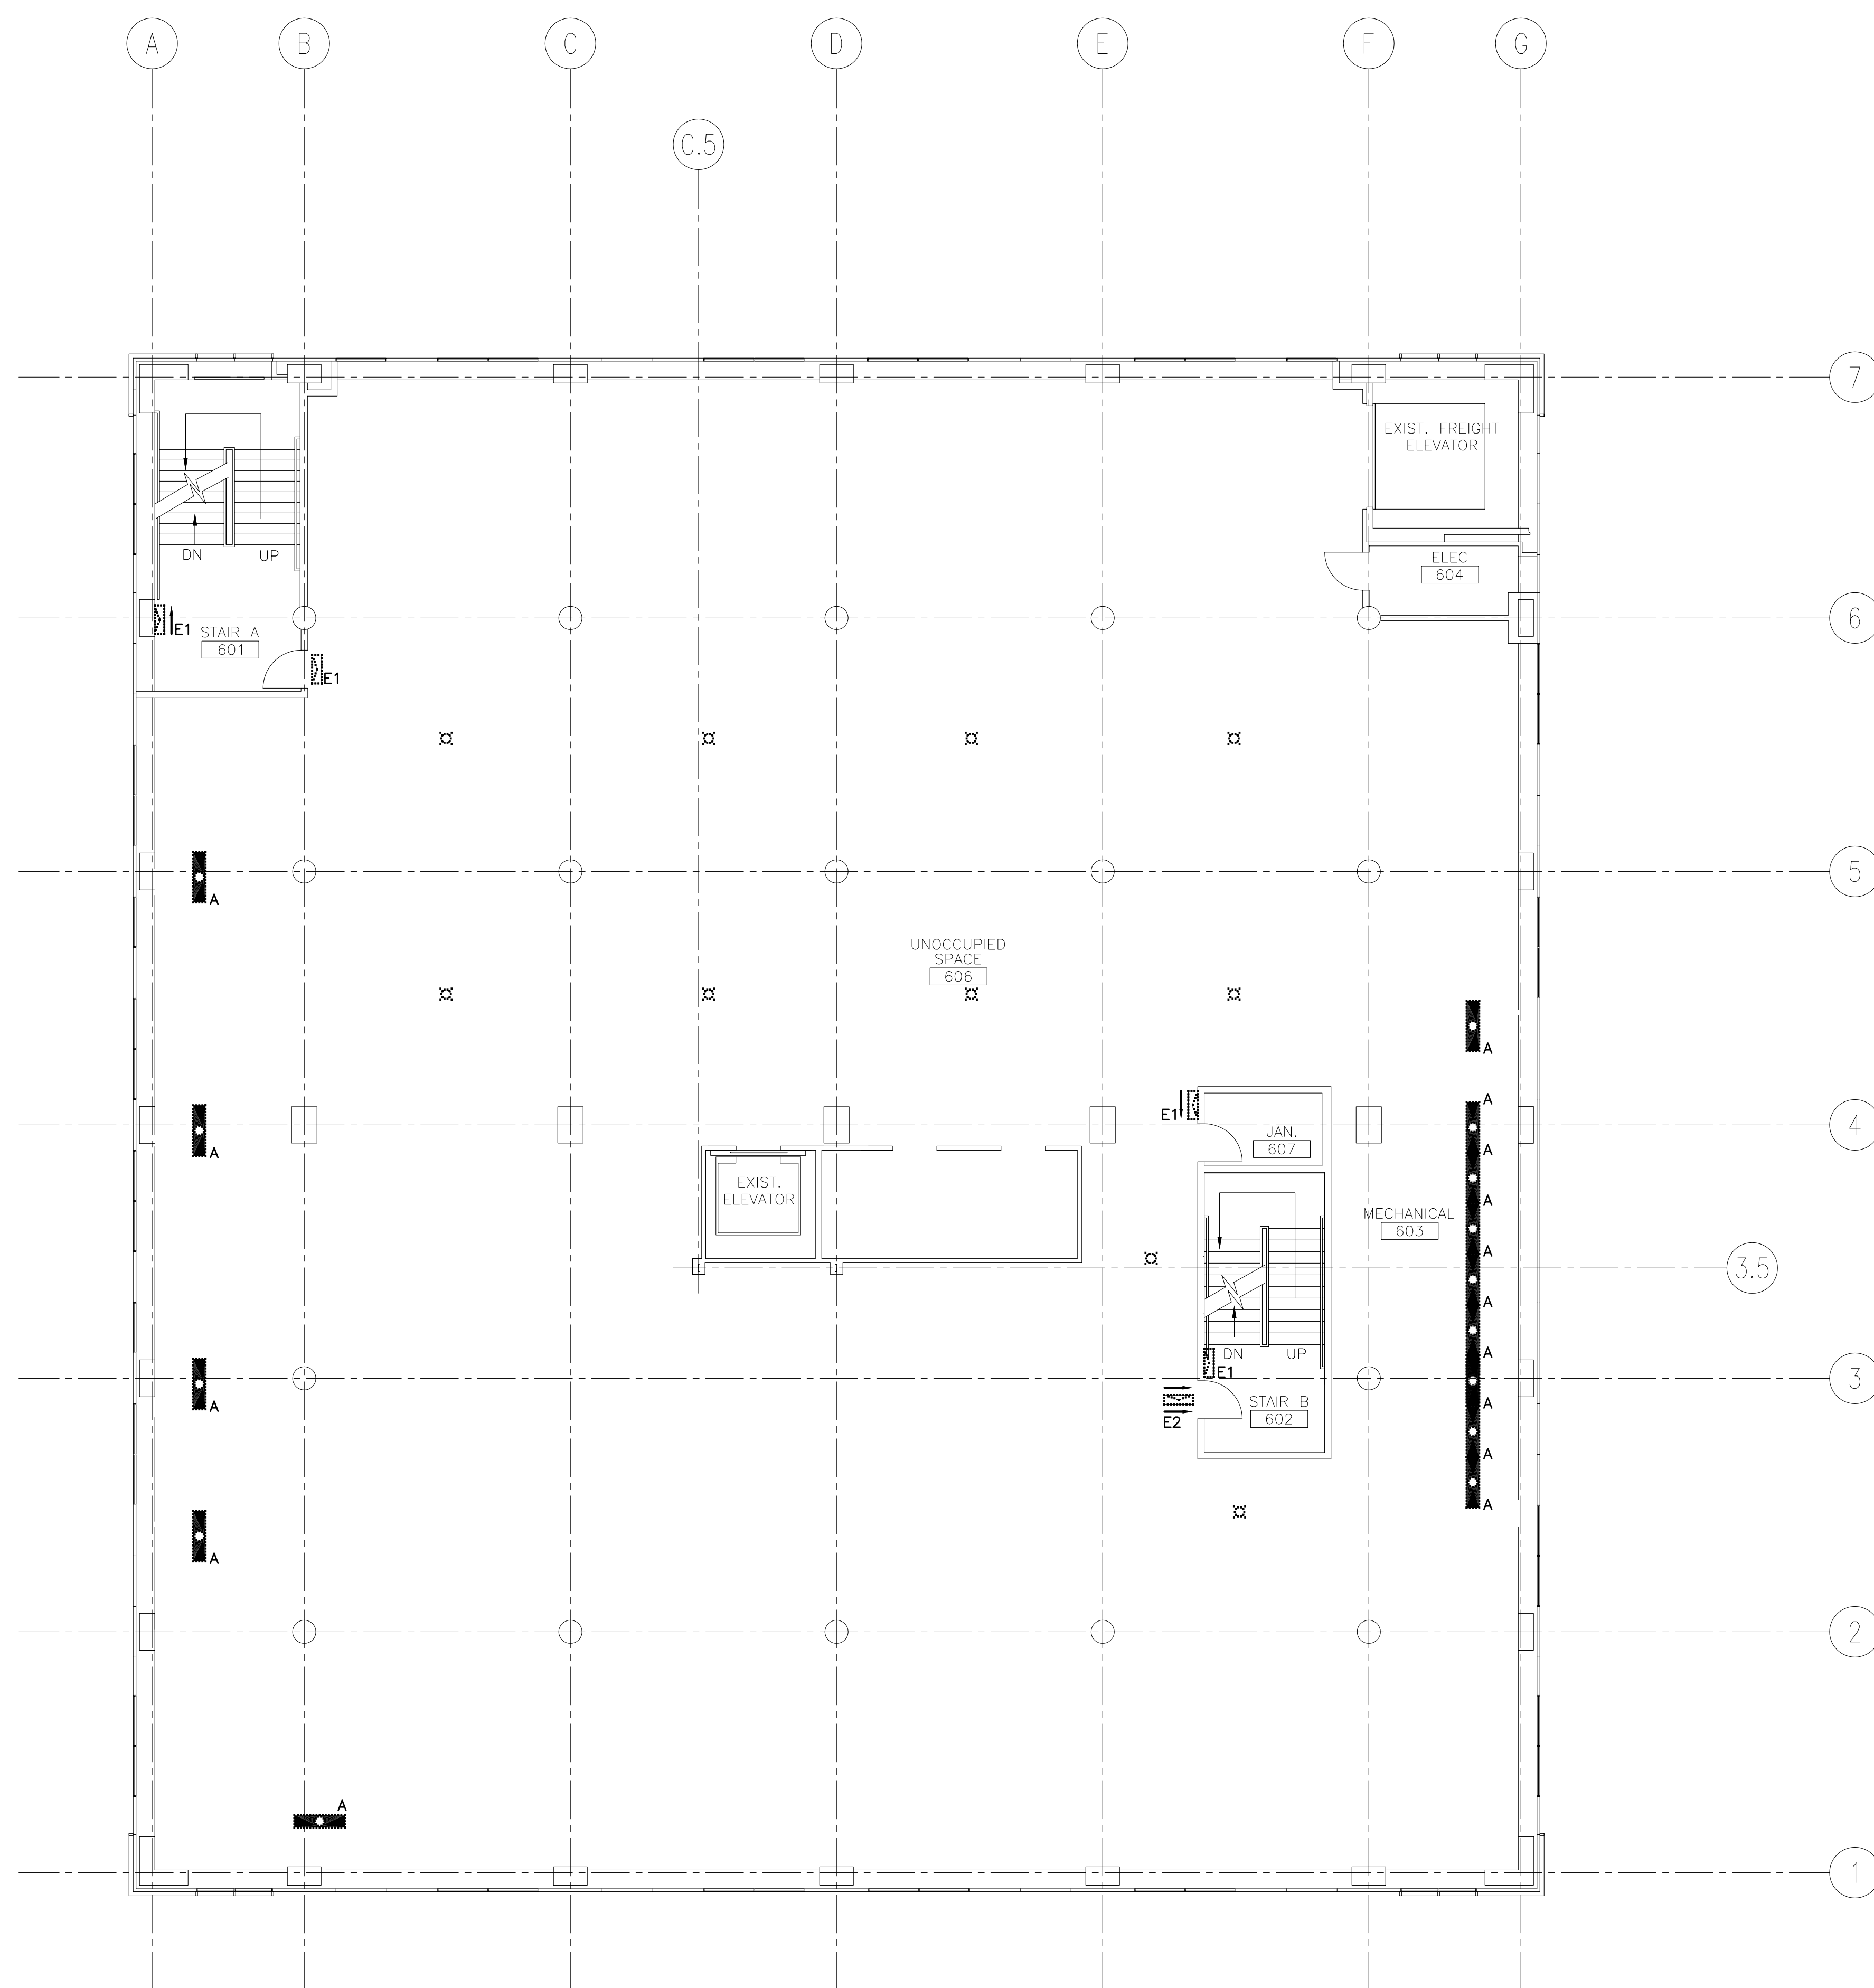 A B C D E F G
C.5
7
EXIST. FREIGHT
ELEVATOR
DN UP
ELEC
604
6
E1
STAIR A
601
E1
5
A
UNOCCUPIED
SPACE
606
A
A
E1
4
JAN.
607
A
A
EXIST.
ELEVATOR
A
MECHANICAL
603
A
3.5
A
DN UP
A
E1
3
STAIR B
602
A
A
E2
A
A
A
2
A
1